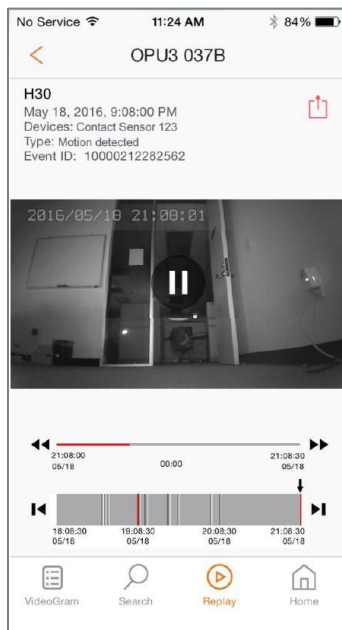 No Service 11:24 AM 84%
OPU3 037B
H30
May 18, 2016, 9:08:00 PM
Devices: Contact Sensor 123
Type: Motion detected
Event ID: 10000212282562
2016/05/18 21:08:01
21:08:00 21:08:30
05/18 00:00 05/18
18:08:30 19:08:30 20:08:30 21:08:30
05/18 05/18 05/18 05/18
VideoGram Search Replay Home